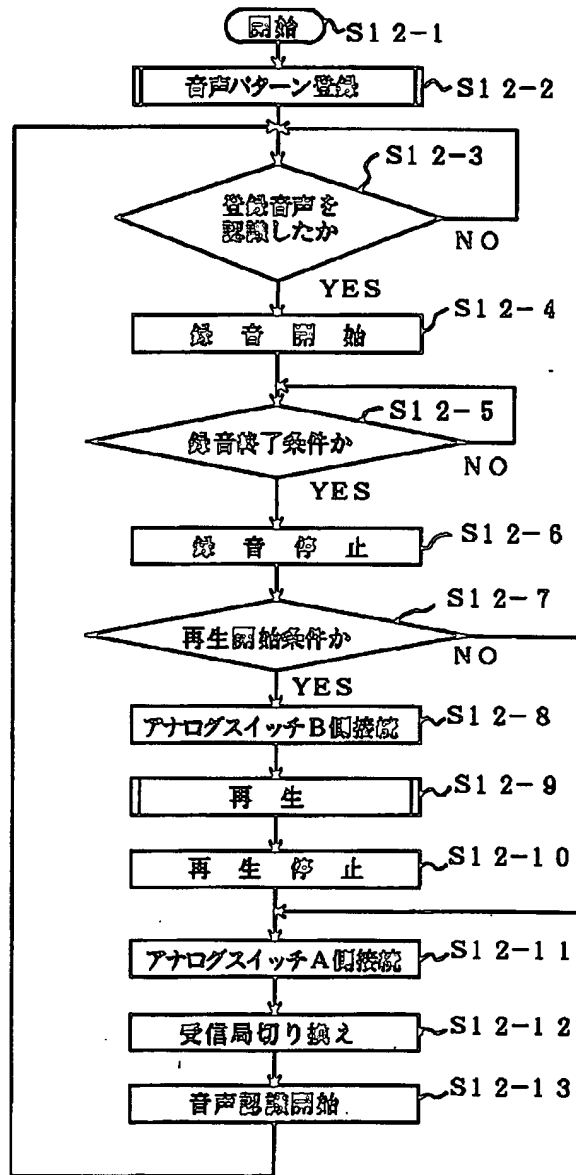 開始
S12-1
音声パターン登録
S12-2
S12-3
登録音声を
認識したか
NO
YES
録音開始
S12-4
S12-5
録音終了条件か
NO
YES
録音停止
S12-6
S12-7
再生開始条件か
NO
YES
アナログスイッチB側接続
S12-8
再生
S12-9
再生停止
S12-10
アナログスイッチA側接続
S12-11
受信局切り換え
S12-12
音声認識開始
S12-13